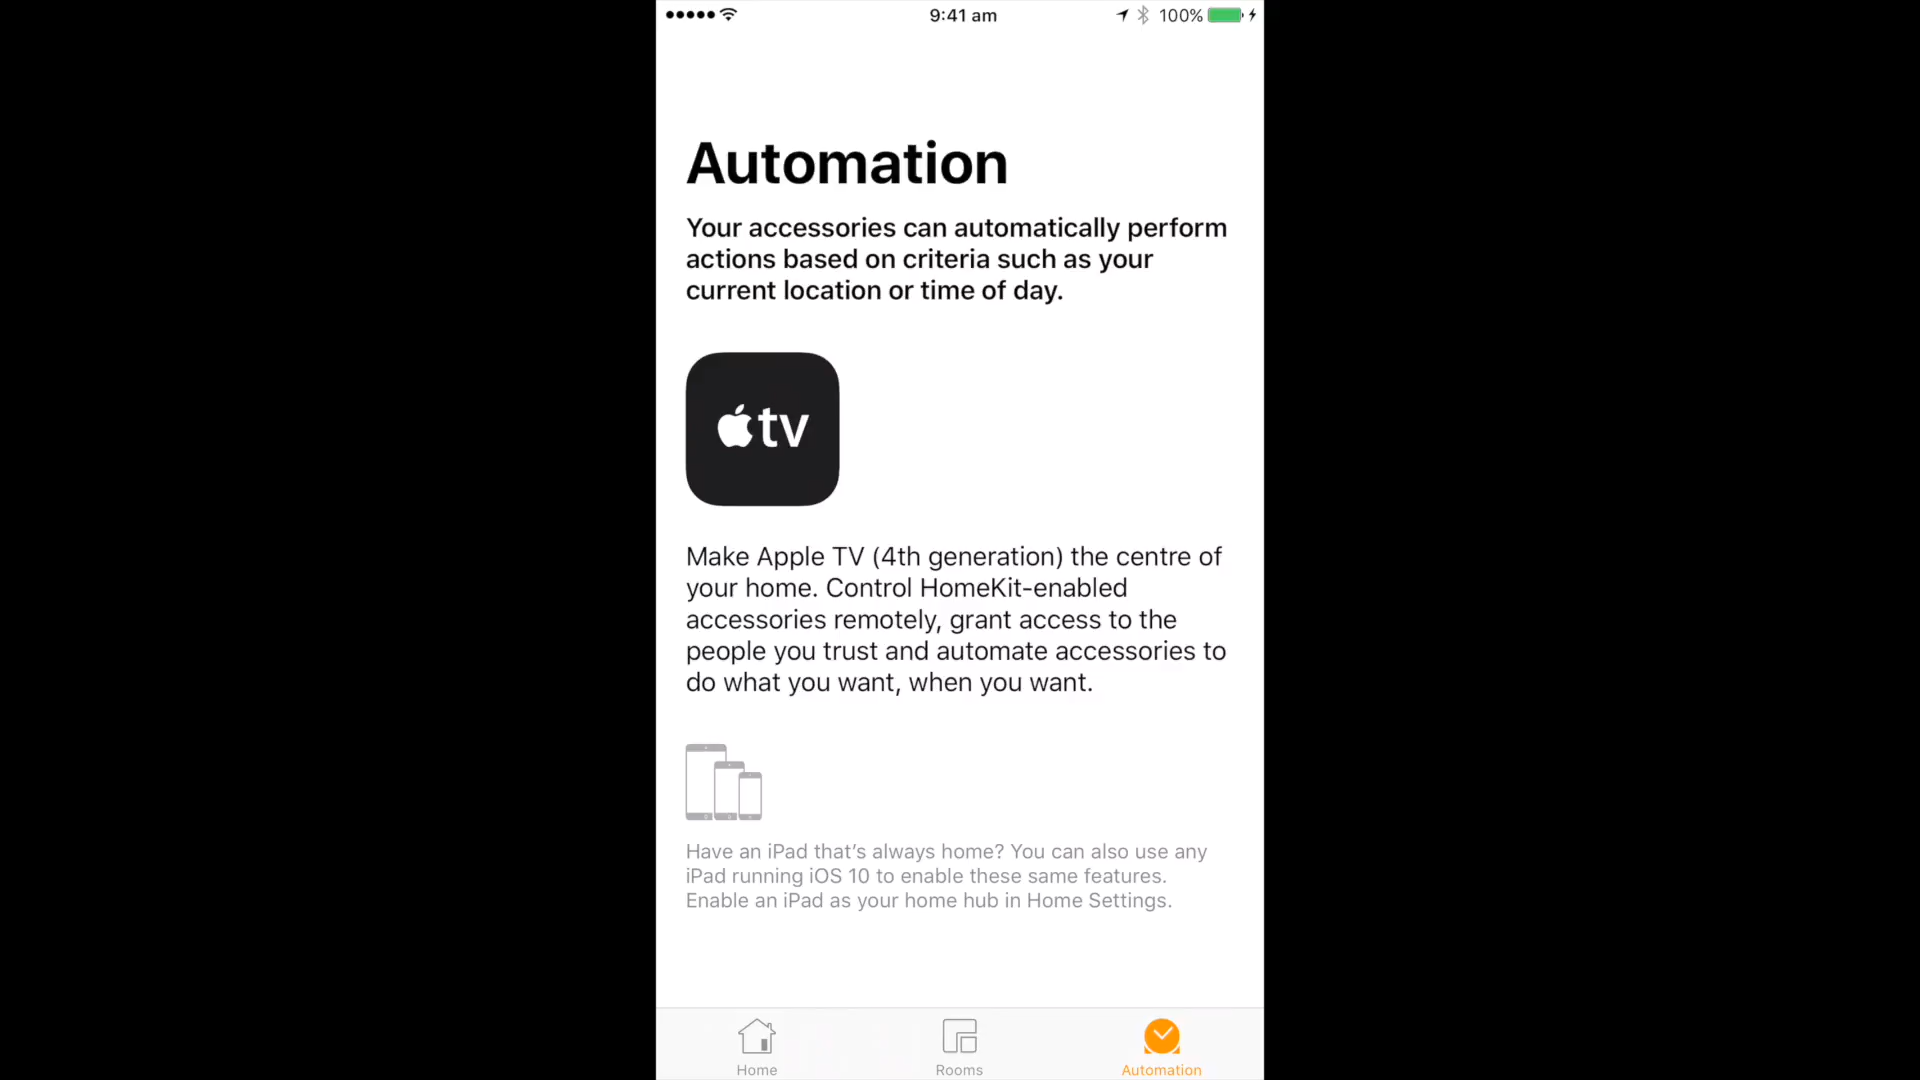 9:41 am
100%
Automation
Your accessories can automatically perform
actions based on criteria such as your
current location or time of day.
tv
Make Apple TV (4th generation) the centre of
your home. Control HomeKit-enabled
accessories remotely, grant access to the
people you trust and automate accessories to
do what you want, when you want.
Have an iPad that’s always home? You can also use any
iPad running iOS 10 to enable these same features.
Enable an iPad as your home hub in Home Settings.
Home
Rooms
Automation